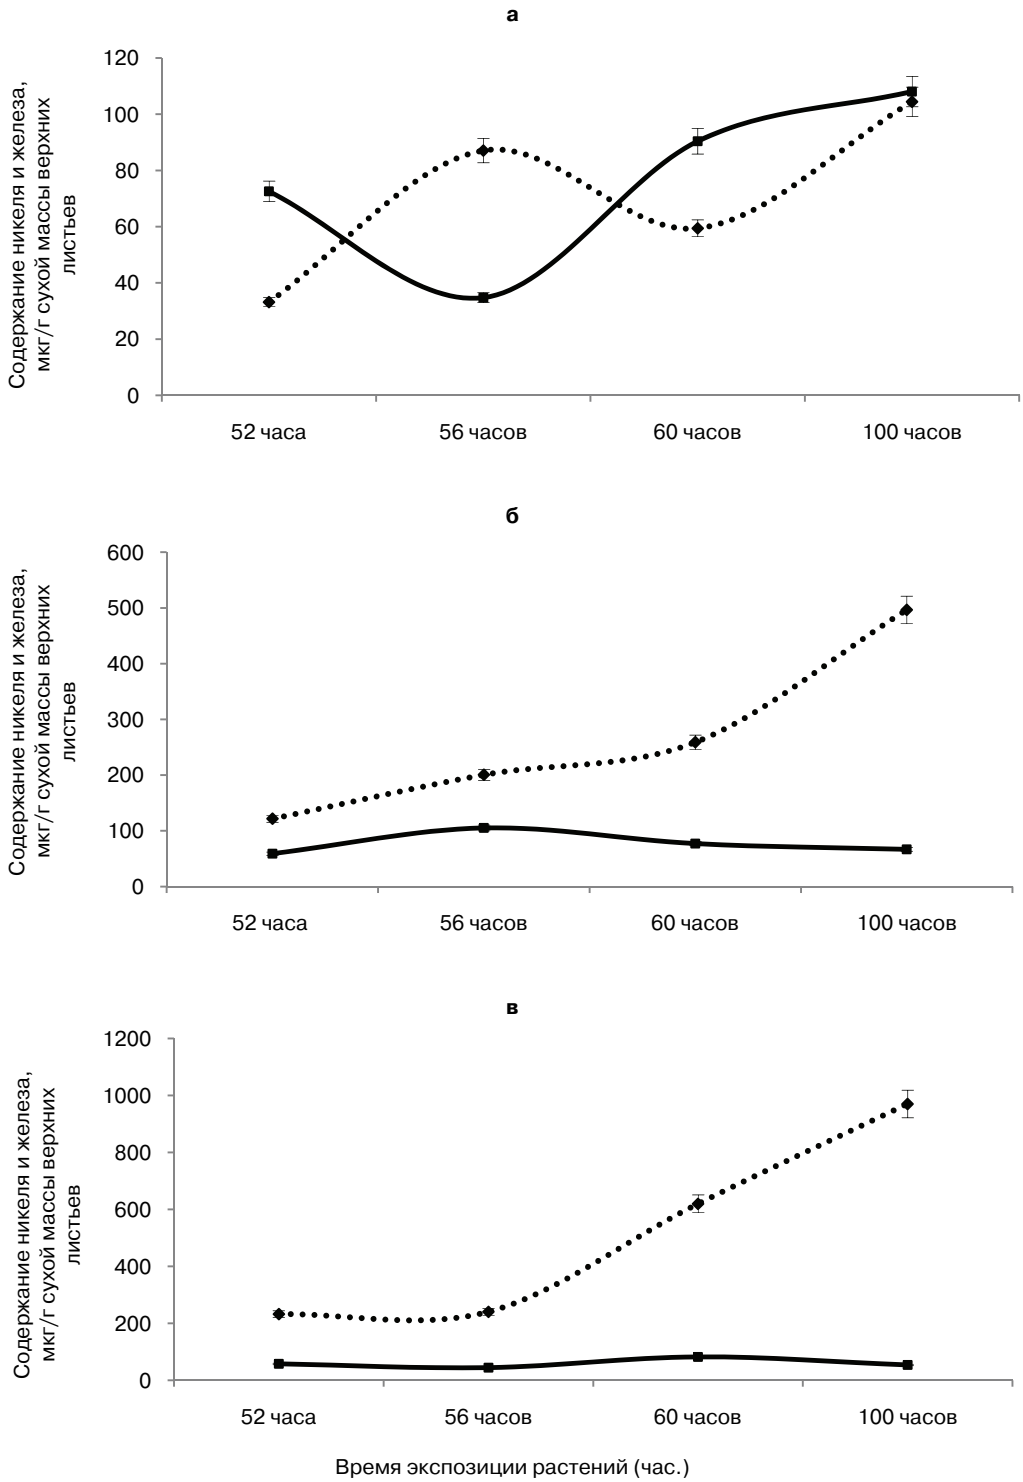 а
Содержание никеля и железа,
мкг/г сухой массы верхних
листьев
120
100
80
60
40
20
0
52 часа
56 часов
60 часов
100 часов
б
Содержание никеля и железа,
мкг/г сухой массы верхних
листьев
600
500
400
300
200
100
0
52 часа
56 часов
60 часов
100 часов
в
Содержание никеля и железа,
мкг/г сухой массы верхних
листьев
1200
1000
800
600
400
200
0
52 часа
56 часов
60 часов
100 часов
Время экспозиции растений (час.)